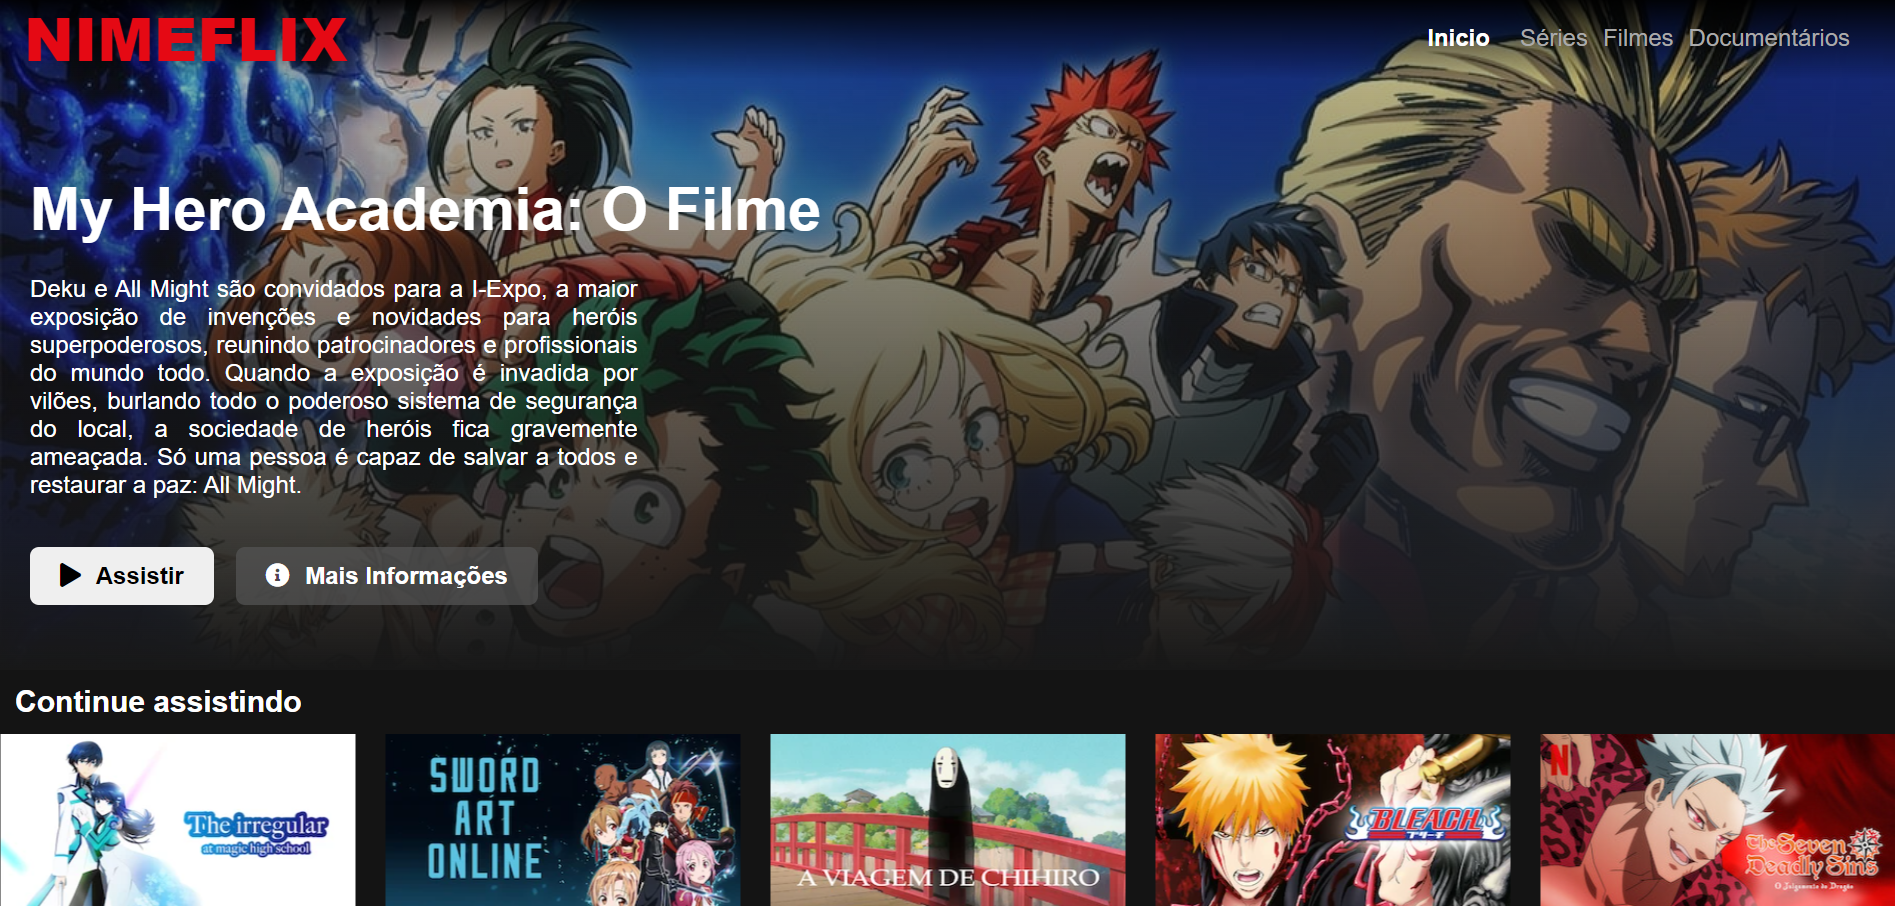 NIMEFLIX
Inicio Séries Filmes Documentários
My Hero Academia: O Filme
Deku e All Might são convidados para a I-Expo, a maior
exposição de invenções e novidades para heróis
superpoderosos, reunindo patrocinadores e profissionais
do mundo todo. Quando a exposição é invadida por
vilões, burlando todo o poderoso sistema de segurança
do local, a sociedade de heróis fica gravemente
ameaçada. Só uma pessoa é capaz de salvar a todos e
restaurar a paz: All Might.
Assistir
Mais Informações
Continue assistindo
The irregular
at magic high school
SWORD
ART
ONLINE
A VIAGEM DE CHIHIRO
BLEACH
ブリーチ
N
The Seven
Deadly Sins
O Julgamento do Dragão